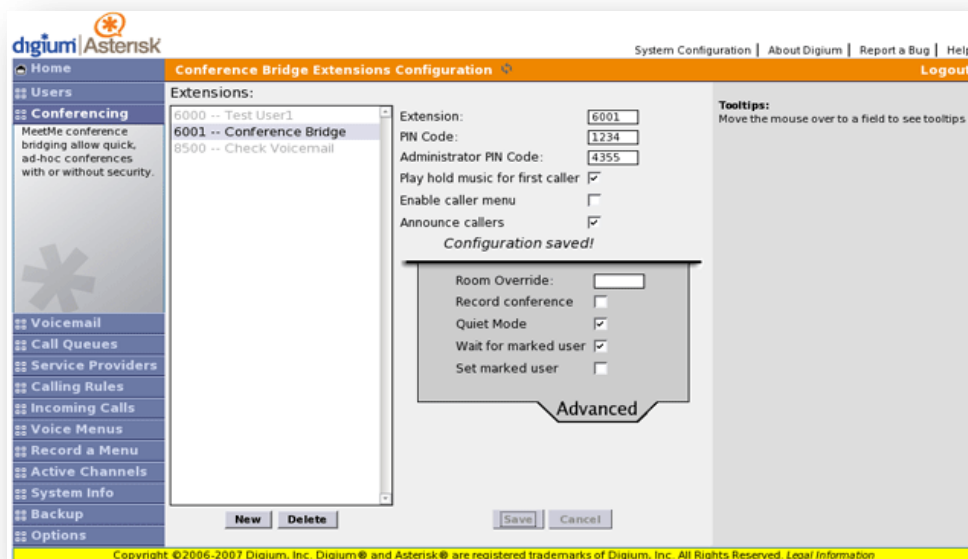 digium Asterisk
System Configuration | About Digium | Report a Bug | Help
Home
Conference Bridge Extensions Configuration
Logout
Users
Conferencing
MeetMe conference
bridging allow quick,
ad-hoc conferences
with or without security.
Voicemail
Call Queues
Service Providers
Calling Rules
Incoming Calls
Voice Menus
Record a Menu
Active Channels
System Info
Backup
Options
Extensions:
6000 -- Test User1
6001 -- Conference Bridge
8500 -- Check Voicemail
New Delete
Extension: 6001
PIN Code: 1234
Administrator PIN Code: 4355
Play hold music for first caller
Enable caller menu
Announce callers
Configuration saved!
Room Override:
Record conference
Quiet Mode
Wait for marked user
Set marked user
Advanced
Save Cancel
Tooltips:
Move the mouse over to a field to see tooltips
Copyright ©2006-2007 Digium, Inc. Digium® and Asterisk® are registered trademarks of Digium, Inc. All Rights Reserved. Legal Information